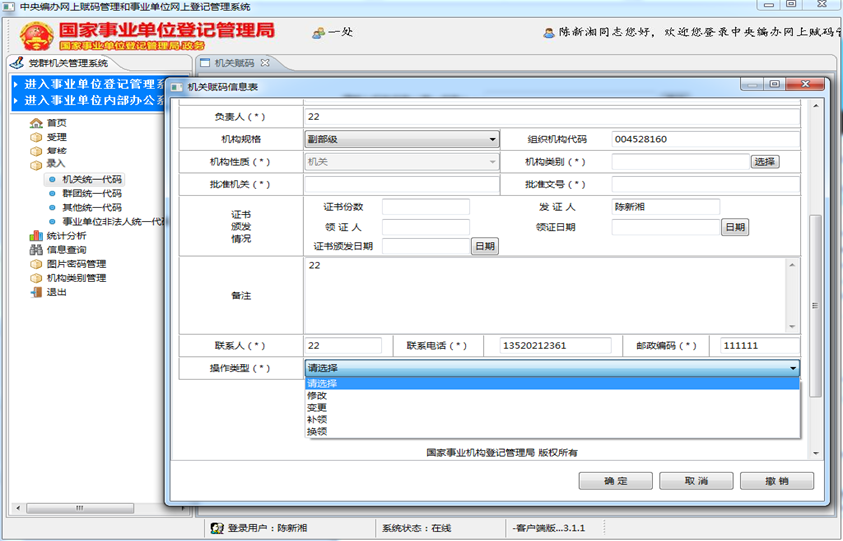 中央编办网上赋码管理和事业单位网上登记管理系统
国家事业单位登记管理局
国家事业单位登记管理局.政务
一处
陈新湘同志您好，欢迎您登录中央编办网上赋码管
党群机关管理系统
机关赋码
进入事业单位登记管理系
进入事业单位内部办公系
首页
受理
复核
录入
机关统一代码
群团统一代码
其他统一代码
事业单位非法人统一代码
统计分析
信息查询
图片密码管理
机构类别管理
退出
机关赋码信息表
负责人(*) 22
机构规格 副部级 组织机构代码 004528160
机构性质(*) 机关 机构类别(*) 选择
批准机关(*) 批准文号(*)
证书颁发情况
证书份数 发 证 人 陈新湘
领 证 人 领证日期 日期
证书颁发日期 日期
备注 22
联系人(*) 22 联系电话(*) 13520212361 邮政编码(*) 111111
操作类型(*) 请选择
请选择
修改
变更
补领
换领
国家事业机构登记管理局 版权所有
确 定 取 消 撤 销
登录用户：陈新湘 系统状态：在线 -客户端版...3.1.1